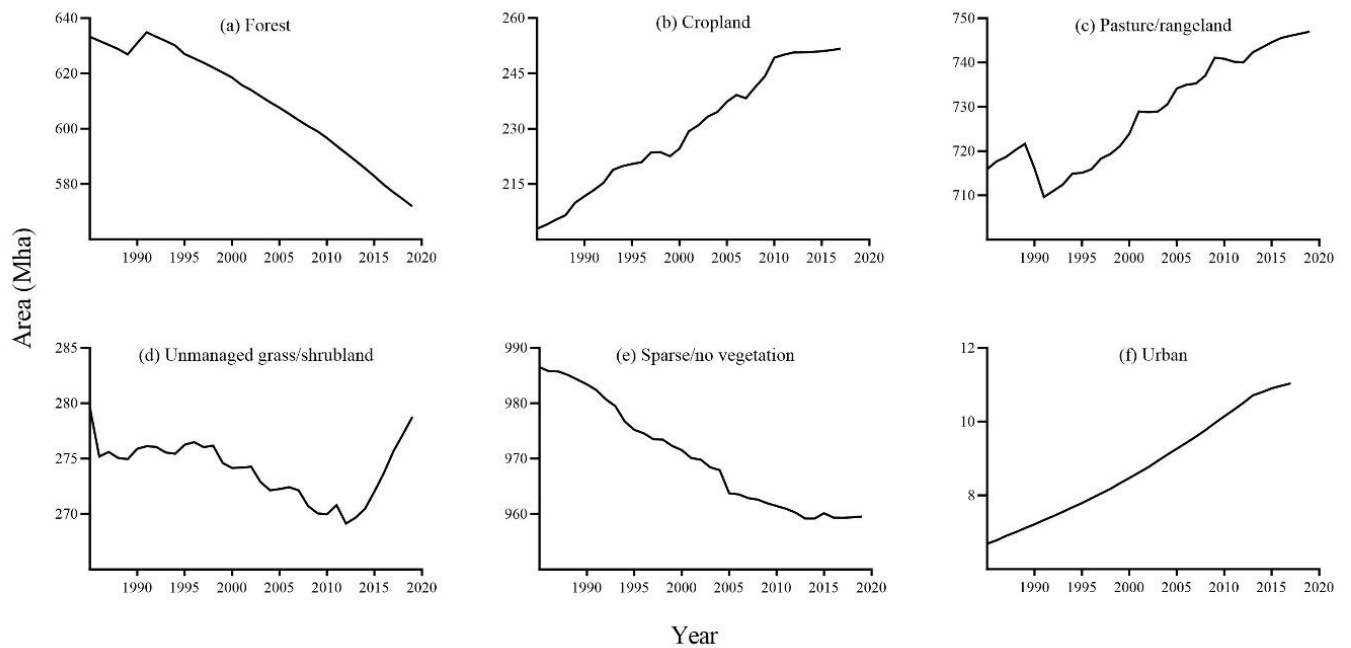 (a) Forest
640
620
600
580
1990 1995 2000 2005 2010 2015 2020
(b) Cropland
260
245
230
215
1990 1995 2000 2005 2010 2015 2020
(c) Pasture/rangeland
750
740
730
720
710
1990 1995 2000 2005 2010 2015 2020
Area (Mha)
(d) Unmanaged grass/shrubland
285
280
275
270
1990 1995 2000 2005 2010 2015 2020
(e) Sparse/no vegetation
990
980
970
960
1990 1995 2000 2005 2010 2015 2020
(f) Urban
12
10
8
1990 1995 2000 2005 2010 2015 2020
Year